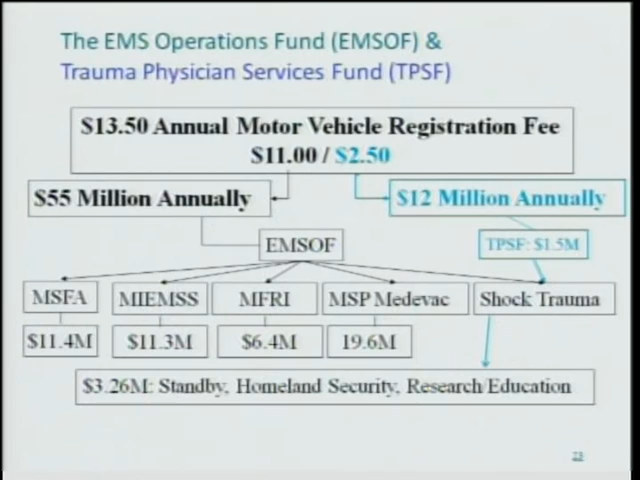 The EMS Operations Fund (EMSOF) &
Trauma Physician Services Fund (TPSF)
$13.50 Annual Motor Vehicle Registration Fee
$11.00 / $2.50
$55 Million Annually
$12 Million Annually
EMSOF
TPSF: $1.5M
MSFA
MIEMSS
MFRI
MSP Medevac
Shock Trauma
$11.4M
$11.3M
$6.4M
19.6M
$3.26M: Standby, Homeland Security, Research/Education
23